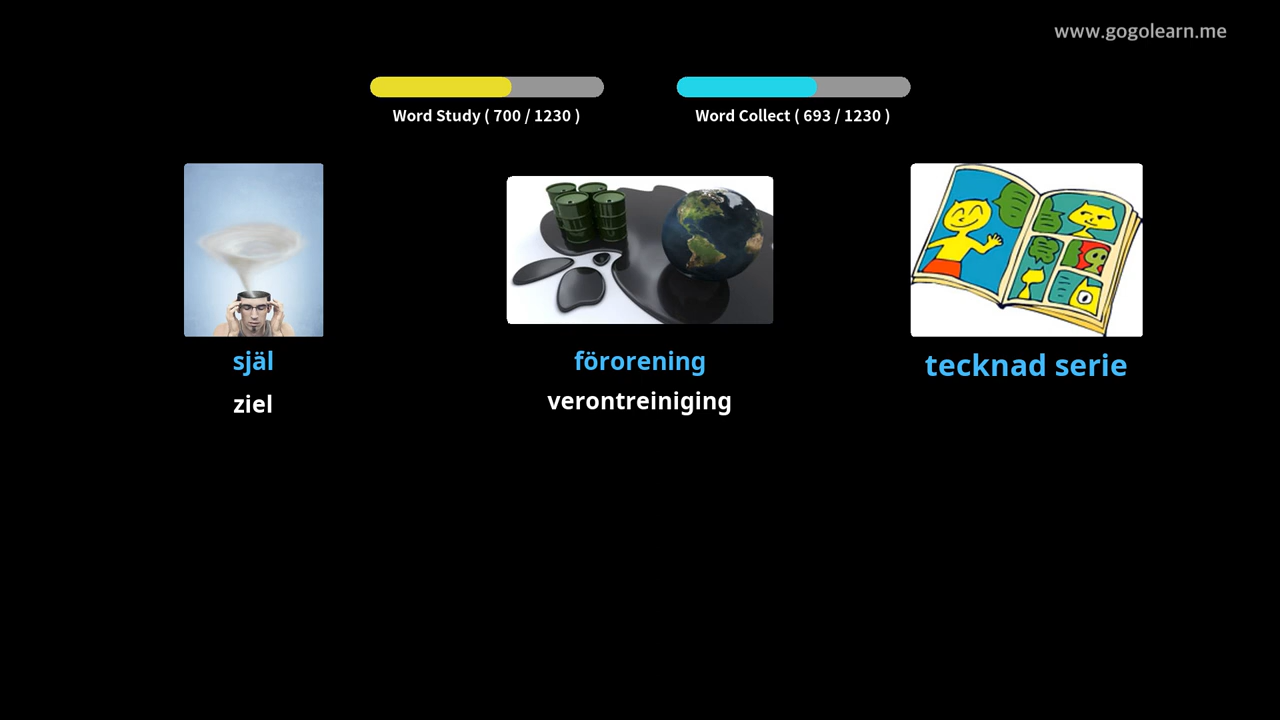 www.gogolearn.me
Word Study ( 700 / 1230 )
Word Collect ( 693 / 1230 )
själ
ziel
förorening
verontreiniging
tecknad serie